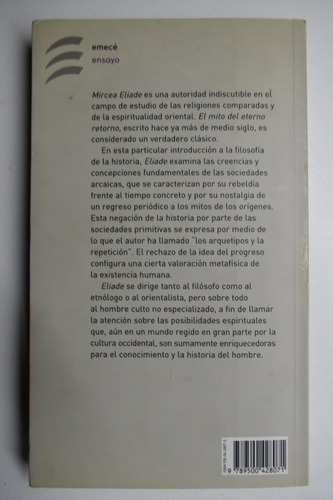 emecé
ensayo
Mircea Eliade es una autoridad indiscutible en el
campo de estudio de las religiones comparadas y de
la espiritualidad oriental. El mito del eterno
retorno, escrito hace ya más de medio siglo, es
considerado un verdadero clásico.
En esta particular introducción a la filosofía
de la historia, Eliade examina las creencias y
concepciones fundamentales de las sociedades
arcaicas, que se caracterizan por su rebeldía
frente al tiempo concreto y por su nostalgia de
un regreso periódico a los mitos de los orígenes.
Esta negación de la historia por parte de las
sociedades primitivas se expresa por medio de
lo que el autor ha llamado "los arquetipos y la
repetición". El rechazo de la idea del progreso
configura una cierta valoración metafísica de
la existencia humana.
Eliade se dirige tanto al filósofo como al
etnólogo o al orientalista, pero sobre todo
al hombre culto no especializado, a fin de llamar
la atención sobre las posibilidades espirituales
que, aún en un mundo regido en gran parte por la
cultura occidental, son sumamente enriquecedoras
para el conocimiento y la historia del hombre.
9 789500 428071